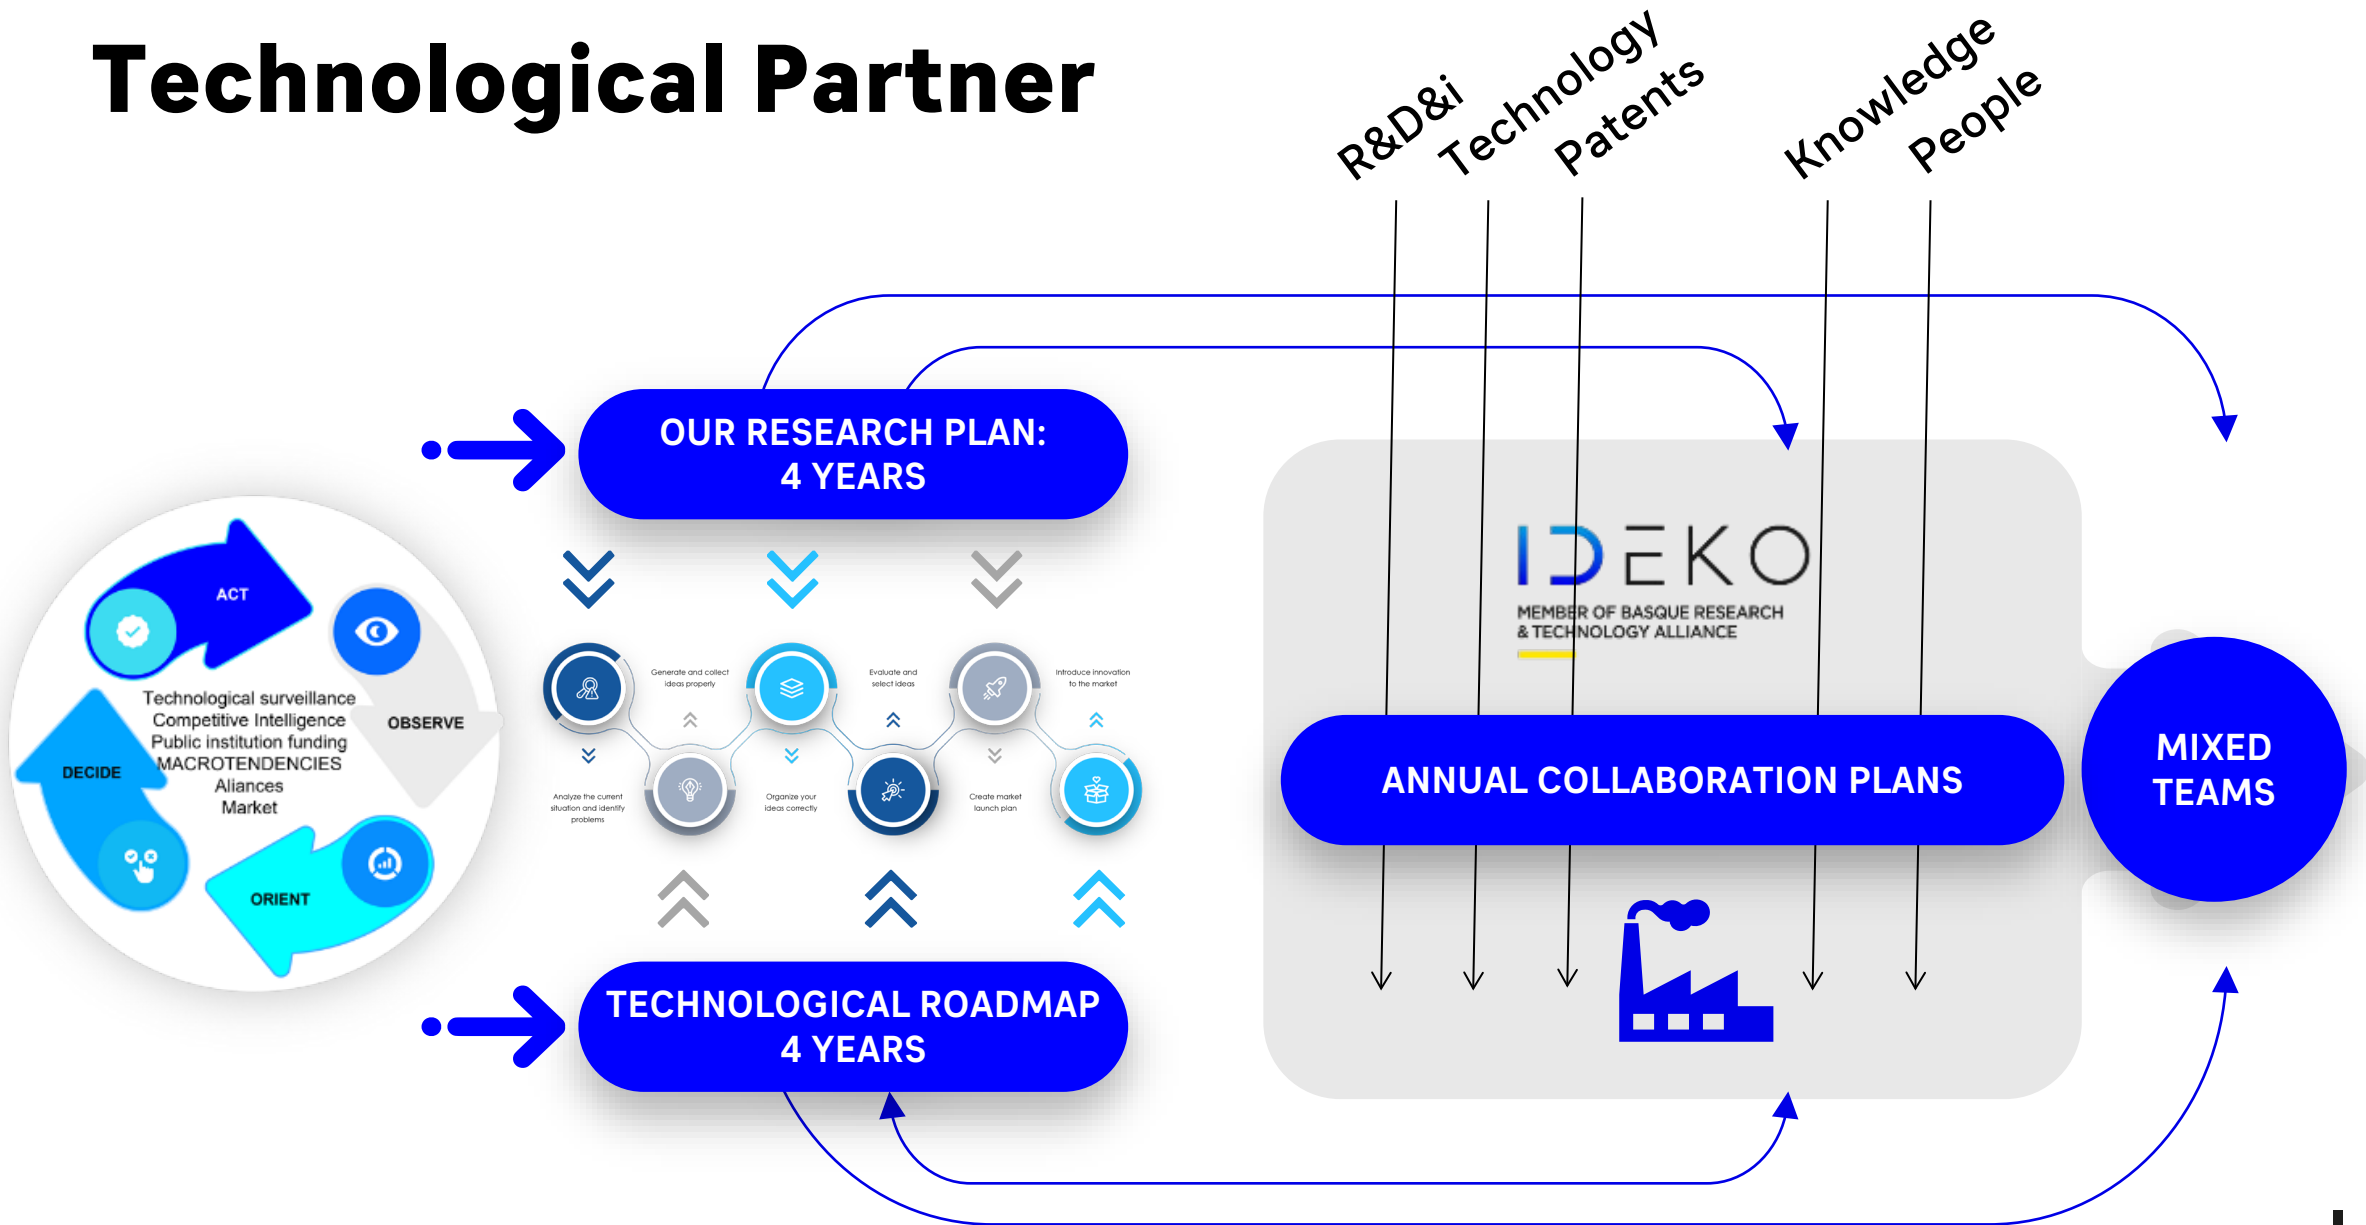 Technological Partner
R&D&i
Technology
Patents
Knowledge
People
OUR RESEARCH PLAN:
4 YEARS
ACT
OBSERVE
ORIENT
DECIDE
Technological surveillance
Competitive Intelligence
Public institution funding
MACROTENDENCIES
Aliances
Market
Generate and collect
ideas properly
Evaluate and
select ideas
Introduce innovation
to the market
Analyze the current
situation and identify
problems
Organize your
ideas correctly
Create market
launch plan
TECHNOLOGICAL ROADMAP
4 YEARS
IDEKO
MEMBER OF BASQUE RESEARCH
& TECHNOLOGY ALLIANCE
ANNUAL COLLABORATION PLANS
MIXED
TEAMS